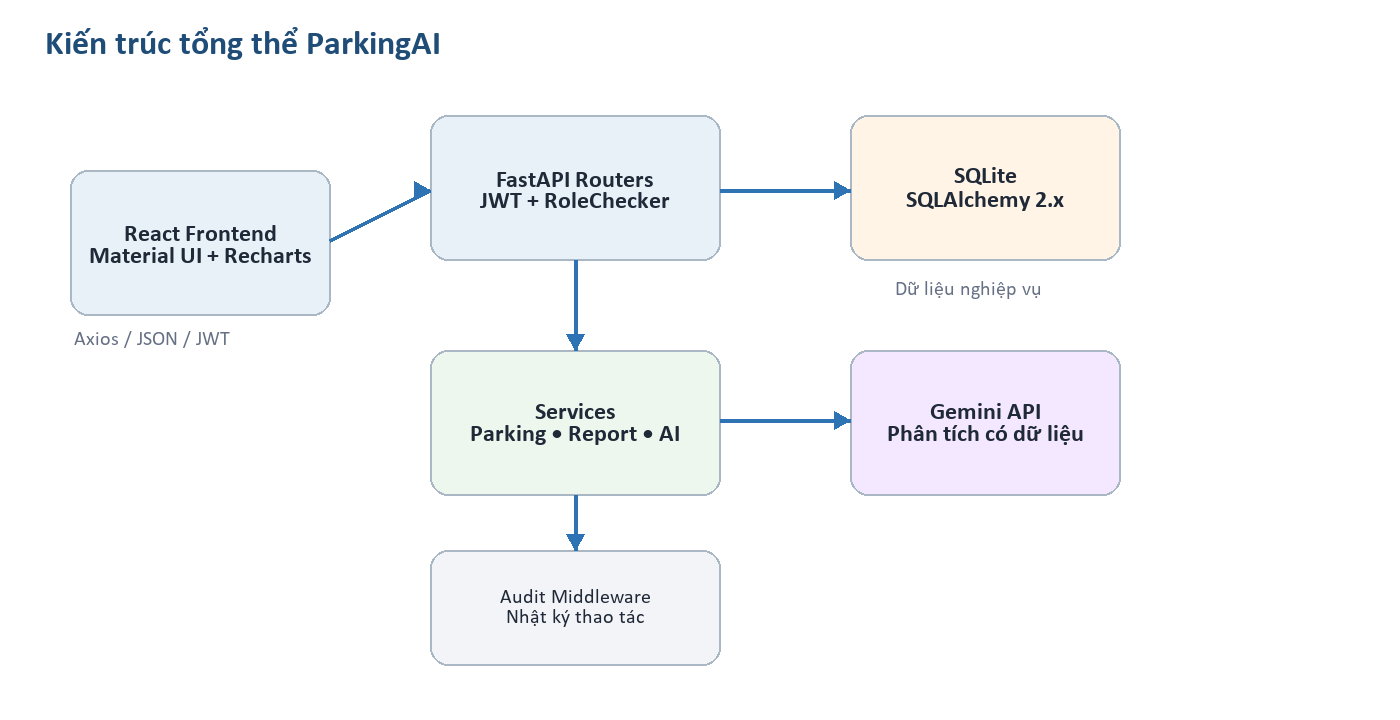 Kiến trúc tổng thể ParkingAI
React Frontend
Material UI + Recharts
Axios / JSON / JWT
FastAPI Routers
JWT + RoleChecker
SQLite
SQLAlchemy 2.x
Dữ liệu nghiệp vụ
Services
Parking • Report • AI
Gemini API
Phân tích có dữ liệu
Audit Middleware
Nhật ký thao tác